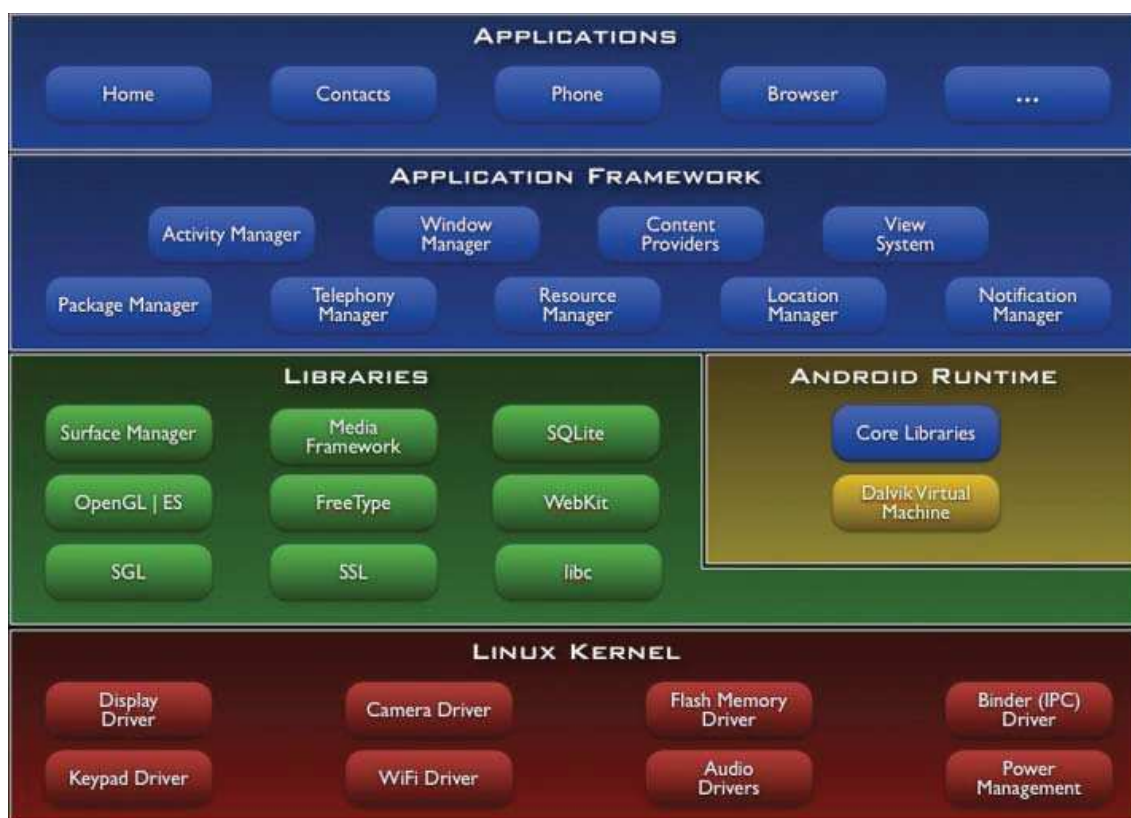 APPLICATIONS
Home
Contacts
Phone
Browser
...
APPLICATION FRAMEWORK
Activity Manager
Window
Manager
Content
Providers
View
System
Package Manager
Telephony
Manager
Resource
Manager
Location
Manager
Notification
Manager
LIBRARIES
Surface Manager
Media
Framework
SQLite
OpenGL | ES
FreeType
WebKit
SGL
SSL
libc
ANDROID RUNTIME
Core Libraries
Dalvik Virtual
Machine
LINUX KERNEL
Display
Driver
Camera Driver
Flash Memory
Driver
Binder (IPC)
Driver
Keypad Driver
WiFi Driver
Audio
Drivers
Power
Management